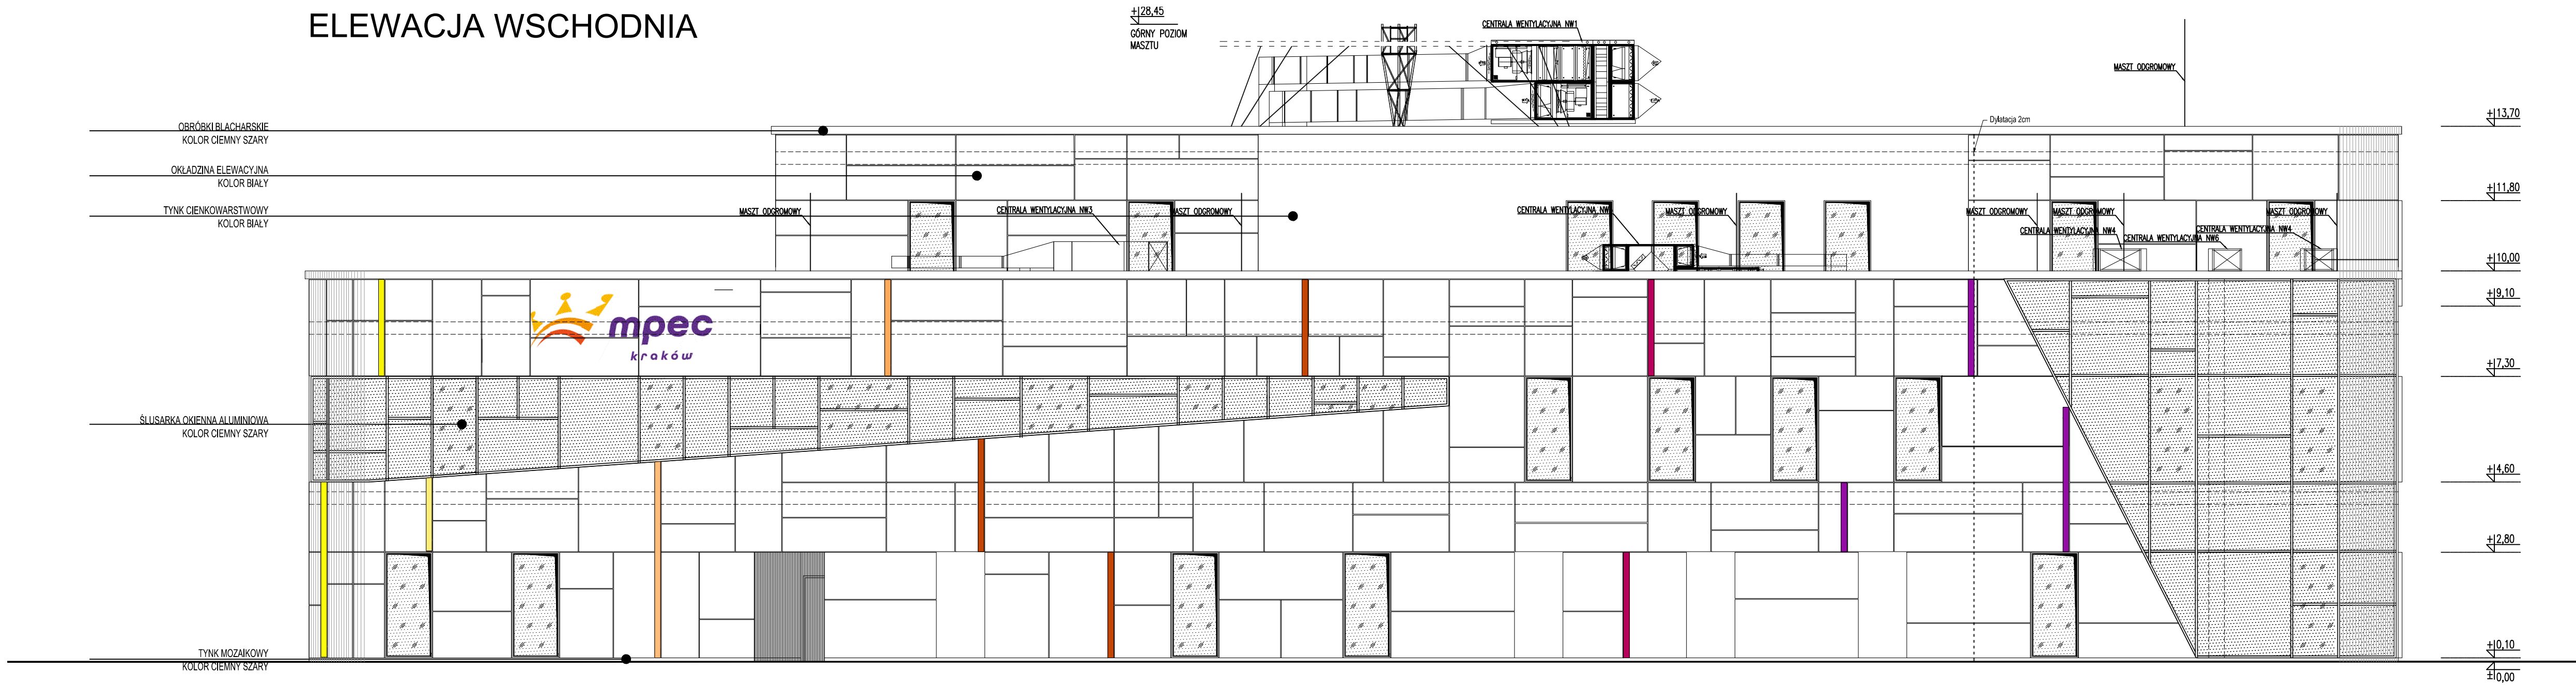 ELEWACJA WSCHODNIA
+28,45
GÓRNY POZIOM
MASZTU
CENTRALA WENTYLACYJNA NW1
MASZT ODGROMOWY
+13,70
Dylatacja 2cm
OBRÓBKI BLACHARSKIE
KOLOR CIEMNY SZARY
OKŁADZINA ELEWACYJNA
KOLOR BIAŁY
TYNK CIENKOWARSTWOWY
KOLOR BIAŁY
+11,80
MASZT ODGROMOWY
CENTRALA WENTYLACYJNA NW3
MASZT ODGROMOWY
CENTRALA WENTYLACYJNA
MASZT ODGROMOWY
MASZT ODGROMOWY
MASZT ODGROMOWY
MASZT ODGROMOWY
CENTRALA WENTYLACYJNA NW4
CENTRALA WENTYLACYJNA NW6
CENTRALA WENTYLACYJNA NW4
+10,00
+9,10
mpec
kraków
+7,30
ŚLUSARKA OKIENNA ALUMINIOWA
KOLOR CIEMNY SZARY
+4,60
+2,80
TYNK MOZAIKOWY
KOLOR CIEMNY SZARY
+0,10
±0,00